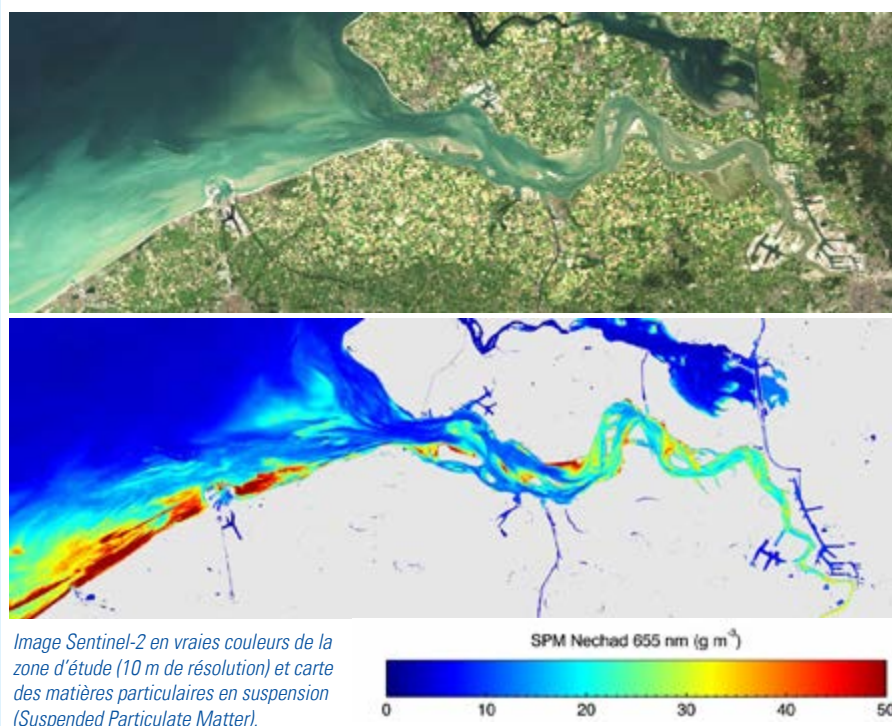 Image Sentinel-2 en vraies couleurs de la
zone d'étude (10 m de résolution) et carte
des matières particulaires en suspension
(Suspended Particulate Matter).
SPM Nechad 655 nm (g m⁻³)
0 10 20 30 40 50